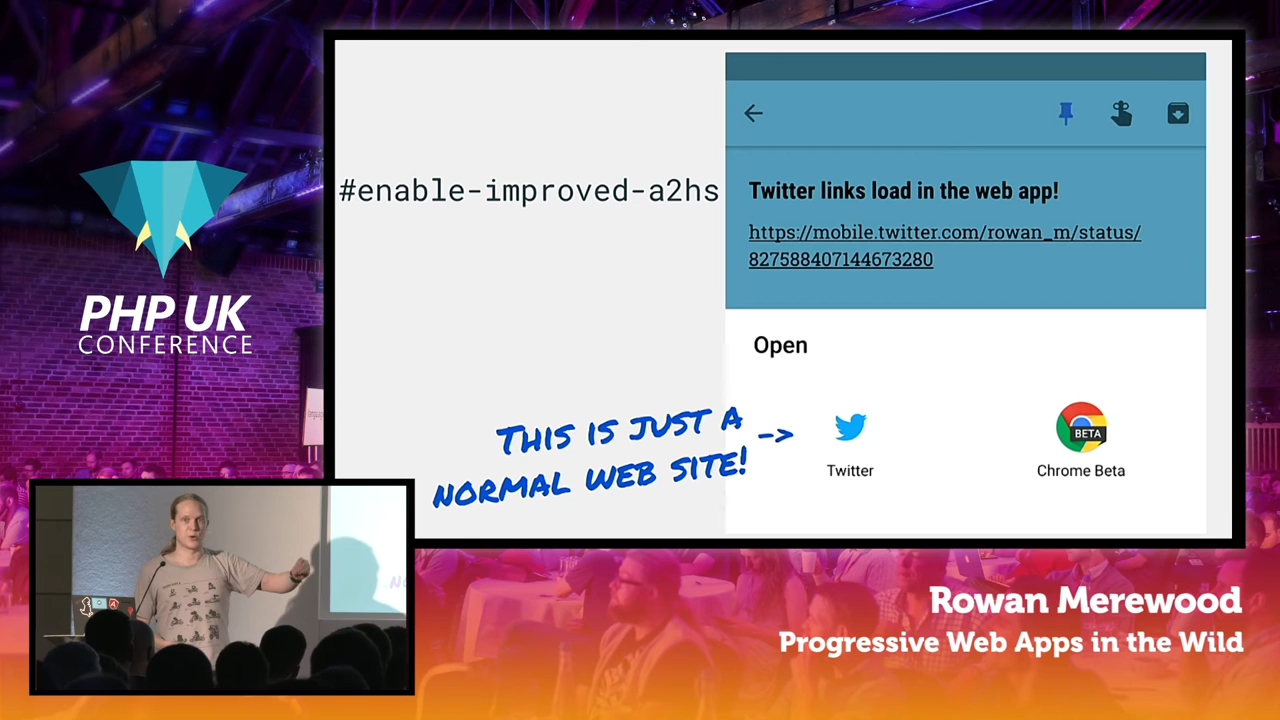 #enable-improved-a2hs
Twitter links load in the web app!
https://mobile.twitter.com/rowan_m/status/
827588407144673280
Open
THIS IS JUST A
NORMAL WEB SITE!
->
BETA
Twitter
Chrome Beta
PHP UK
CONFERENCE
Rowan Merewood
Progressive Web Apps in the Wild